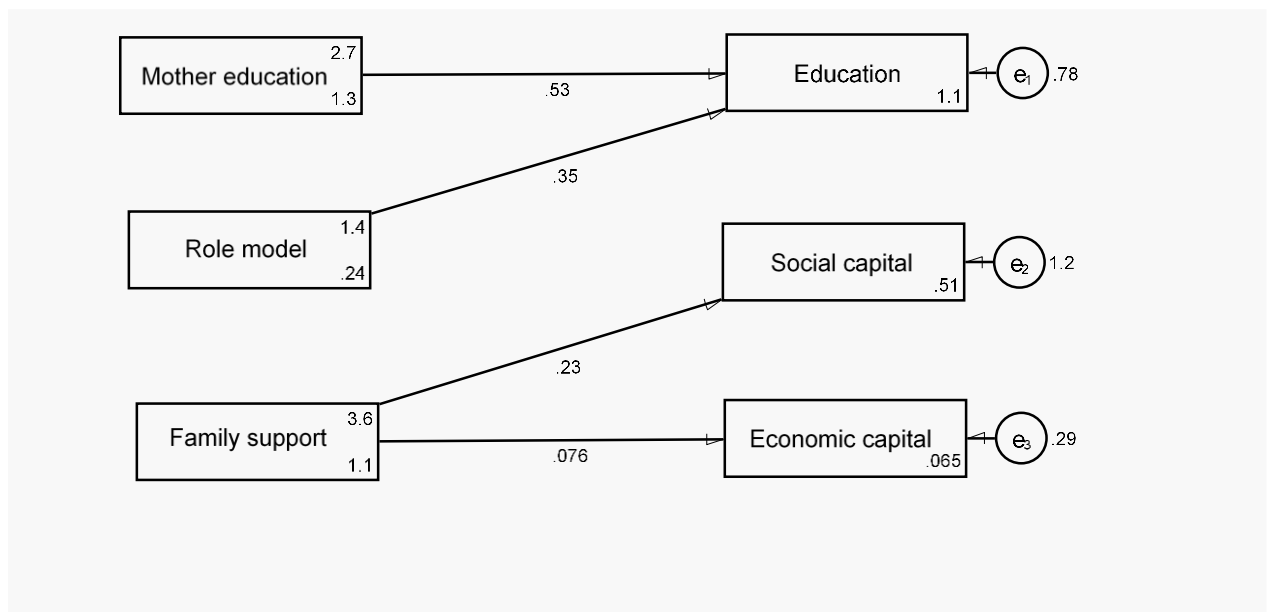 2.7
Mother education
1.3
.53
Education
1.1
e1
.78
.35
1.4
Role model
.24
Social capital
.51
e2
1.2
.23
3.6
Family support
1.1
.076
Economic capital
.065
e3
.29